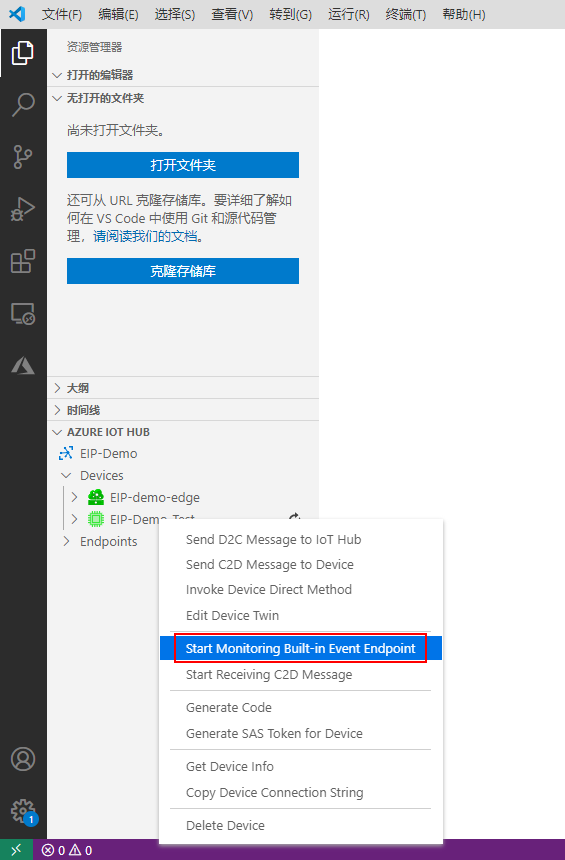 文件(F) 编辑(E) 选择(S) 查看(V) 转到(G) 运行(R) 终端(T) 帮助(H)
资源管理器
打开的编辑器
无打开的文件夹
尚未打开文件夹。
打开文件夹
还可从 URL 克隆存储库。要详细了解如
何在 VS Code 中使用 Git 和源代码管
理，请阅读我们的文档。
克隆存储库
大纲
时间线
AZURE IOT HUB
EIP-Demo
Devices
EIP-demo-edge
EIP-Demo-Test
Endpoints
Send D2C Message to IoT Hub
Send C2D Message to Device
Invoke Device Direct Method
Edit Device Twin
Start Monitoring Built-in Event Endpoint
Start Receiving C2D Message
Generate Code
Generate SAS Token for Device
Get Device Info
Copy Device Connection String
Delete Device
1
0 0